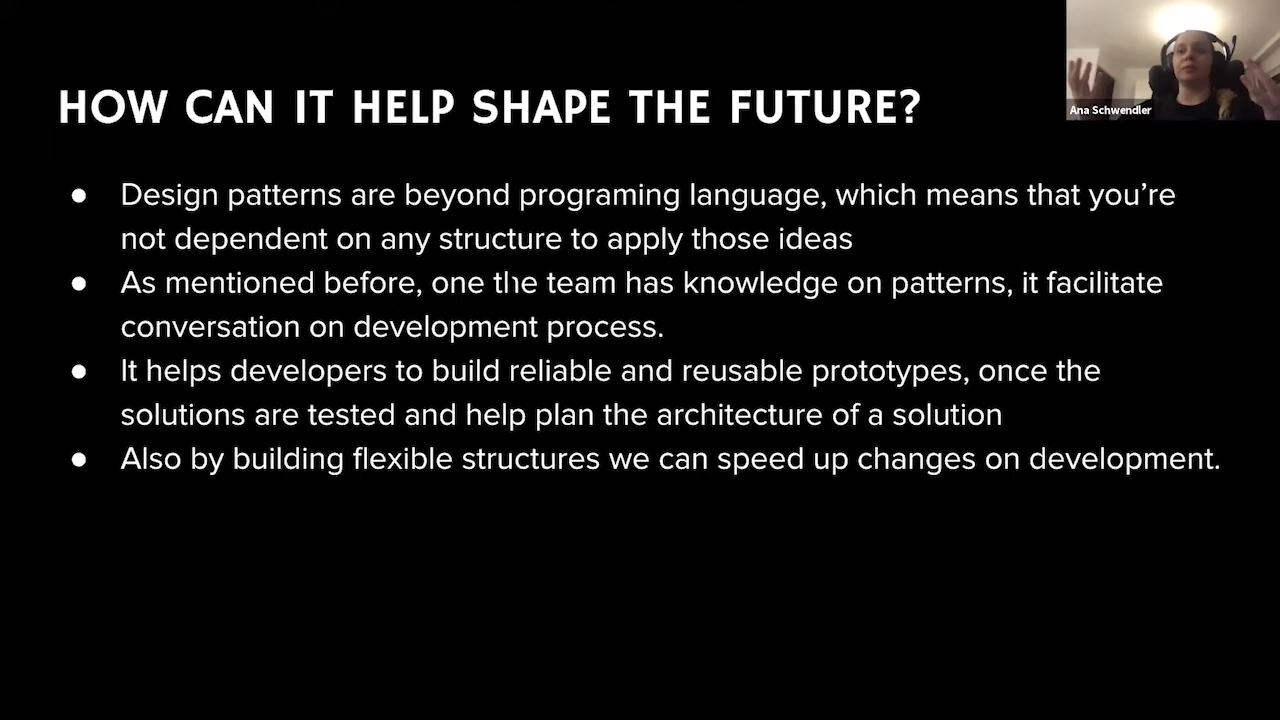 HOW CAN IT HELP SHAPE THE FUTURE?
Ana Schwendler
● Design patterns are beyond programing language, which means that you’re
not dependent on any structure to apply those ideas
● As mentioned before, one the team has knowledge on patterns, it facilitate
conversation on development process.
● It helps developers to build reliable and reusable prototypes, once the
solutions are tested and help plan the architecture of a solution
● Also by building flexible structures we can speed up changes on development.